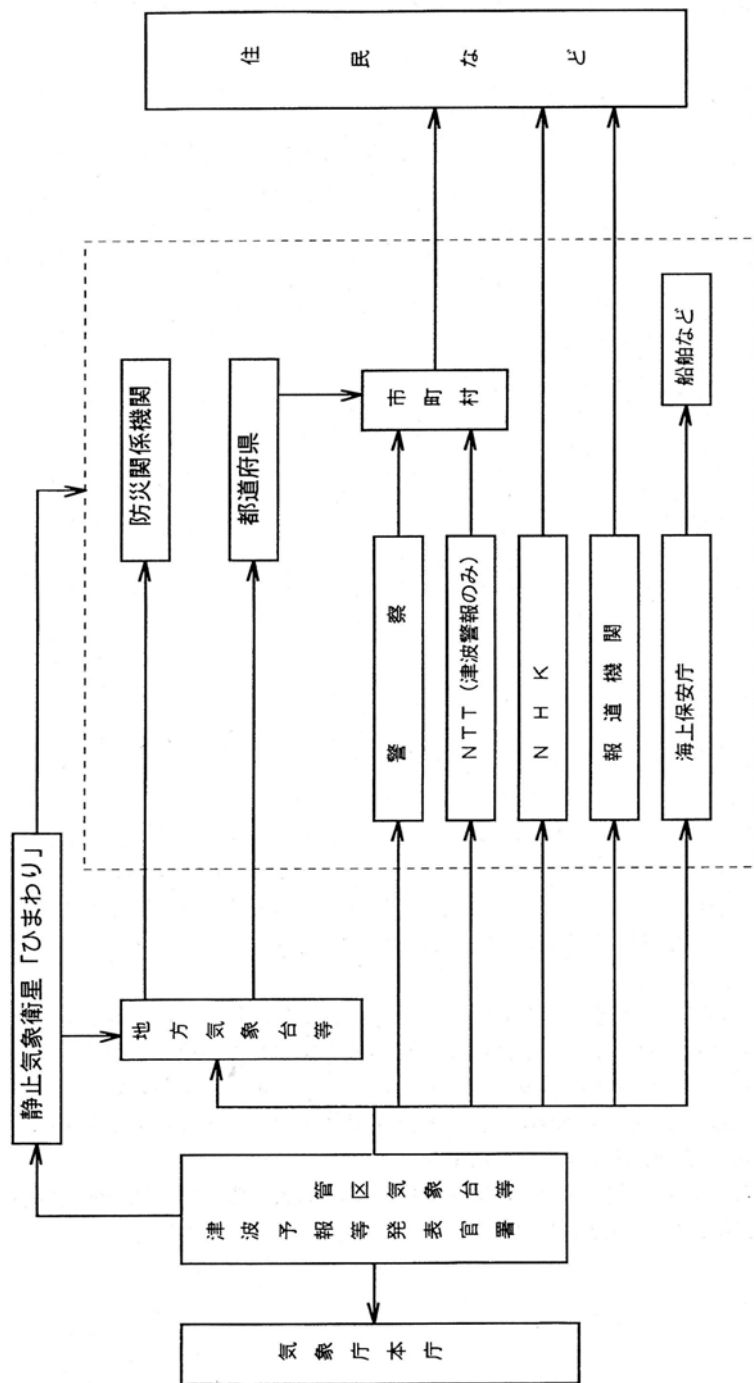 気象庁本庁
管区気象台等
津波予報等発表官署
静止気象衛星「ひまわり」
地方気象台等
防災関係機関
都道府県
警察
NTT(津波警報のみ)
NHK
報道機関
海上保安庁
市町村
船舶など
住民など